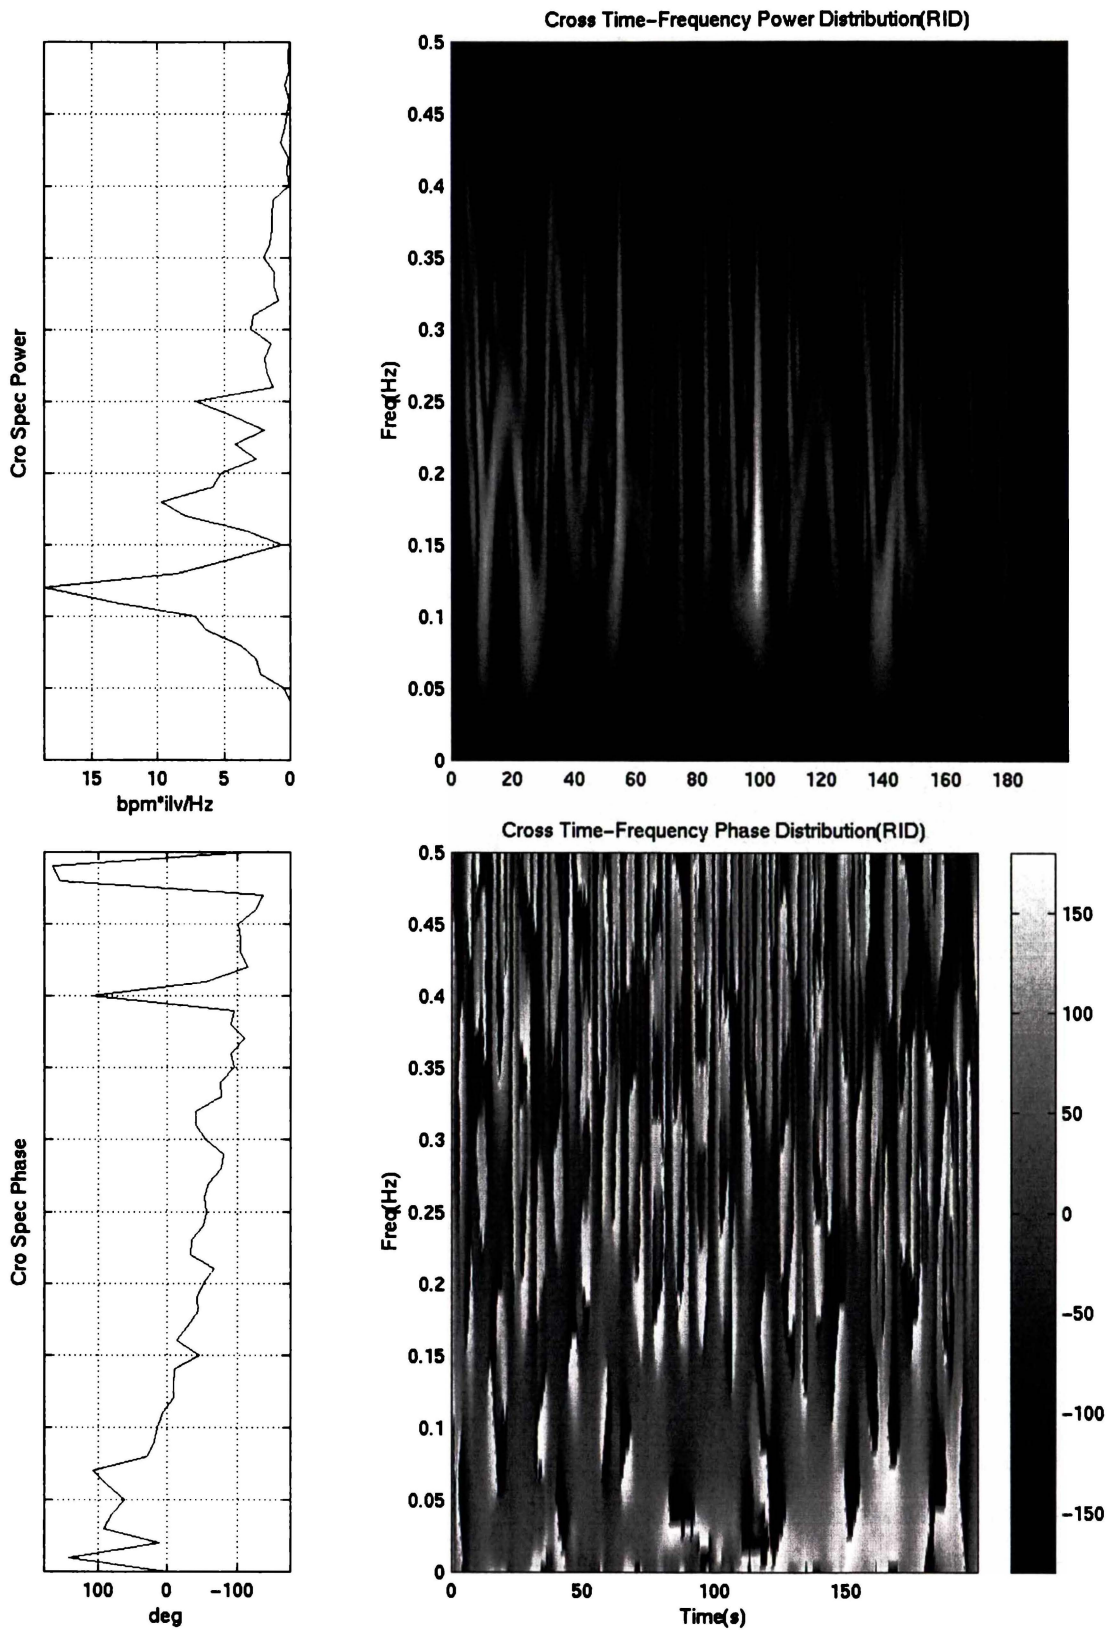 Cross Time-Frequency Power Distribution(RID)
0.5
0.45
0.4
0.35
0.3
0.25
0.2
0.15
0.1
0.05
0
Freq(Hz)
Cro Spec Power
15 10 5 0
bpm*ilv/Hz
0 20 40 60 80 100 120 140 160 180
Cross Time-Frequency Phase Distribution(RID)
0.5
0.45
0.4
0.35
0.3
0.25
0.2
0.15
0.1
0.05
0
Freq(Hz)
150
100
50
0
-50
-100
-150
Cro Spec Phase
100 0 -100
deg
0 50 100 150
Time(s)